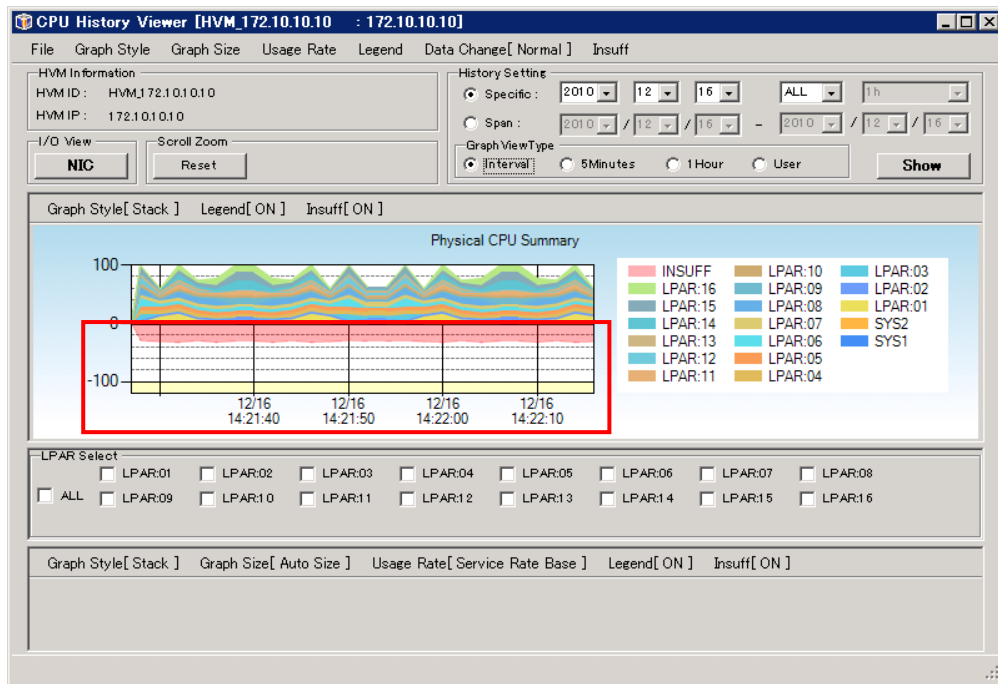 CPU History Viewer [HVM_172.10.10.10 : 172.10.10.10]
File Graph Style Graph Size Usage Rate Legend Data Change[ Normal ] Insuff
HVM Information
HVM ID : HVM_172.10.10.10
HVM IP : 172.10.10.10
History Setting
Specific : 2010 12 16 ALL 1h
Span : 2010 / 12 / 16 - 2010 / 12 / 16
I/O View
NIC
Scroll Zoom
Reset
Graph View Type
Interval 5Minutes 1Hour User
Show
Graph Style[ Stack ] Legend[ ON ] Insuff[ ON ]
Physical CPU Summary
100
0
-100
12/16 12/16 12/16 12/16
14:21:40 14:21:50 14:22:00 14:22:10
INSUFF LPAR:10 LPAR:03
LPAR:16 LPAR:09 LPAR:02
LPAR:15 LPAR:08 LPAR:01
LPAR:14 LPAR:07 SYS2
LPAR:13 LPAR:06 SYS1
LPAR:12 LPAR:05
LPAR:11 LPAR:04
LPAR Select
ALL
LPAR:01 LPAR:02 LPAR:03 LPAR:04 LPAR:05 LPAR:06 LPAR:07 LPAR:08
LPAR:09 LPAR:10 LPAR:11 LPAR:12 LPAR:13 LPAR:14 LPAR:15 LPAR:16
Graph Style[ Stack ] Graph Size[ Auto Size ] Usage Rate[ Service Rate Base ] Legend[ ON ] Insuff[ ON ]